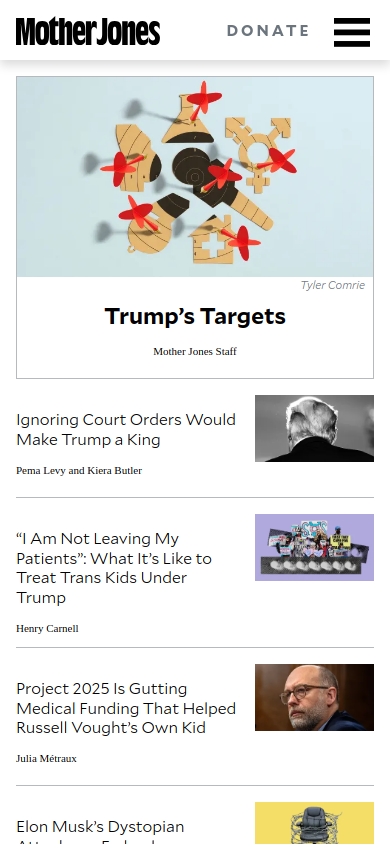 Mother Jones
DONATE
Tyler Comrie
Trump's Targets
Mother Jones Staff
Ignoring Court Orders Would
Make Trump a King
Pema Levy and Kiera Butler
“I Am Not Leaving My
Patients”: What It’s Like to
Treat Trans Kids Under
Trump
Henry Carnell
Project 2025 Is Gutting
Medical Funding That Helped
Russell Vought’s Own Kid
Julia Métraux
Elon Musk’s Dystopian